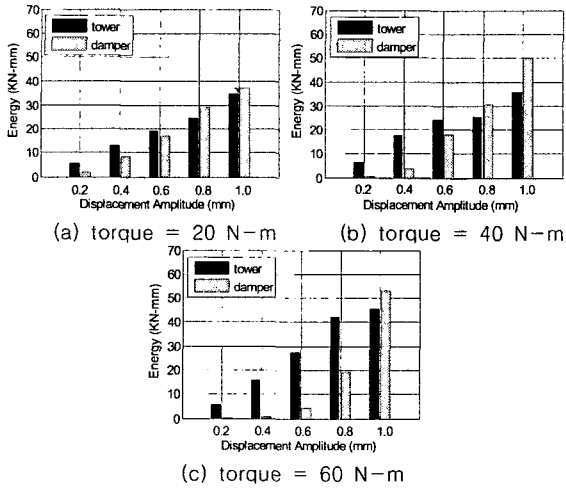 70
60
50
40
30
20
10
0
Energy (KN-mm)
tower
damper
0.2 0.4 0.6 0.8 1.0
Displacement Amplitude (mm)
(a) torque = 20 N-m
70
60
50
40
30
20
10
0
Energy (KN-mm)
tower
damper
0.2 0.4 0.6 0.8 1.0
Displacement Amplitude (mm)
(b) torque = 40 N-m
70
60
50
40
30
20
10
0
Energy (KN-mm)
tower
damper
0.2 0.4 0.6 0.8 1.0
Displacement Amplitude (mm)
(c) torque = 60 N-m